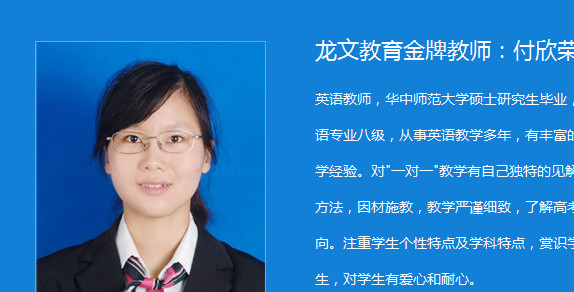 龙文教育金牌教师：付欣荣
英语教师，华中师范大学硕士研究生毕业，
语专业八级，从事英语教学多年，有丰富的
学经验。对"一对一"教学有自己独特的见解
方法，因材施教，教学严谨细致，了解高考
向。注重学生个性特点及学科特点，赏识学
生，对学生有爱心和耐心。